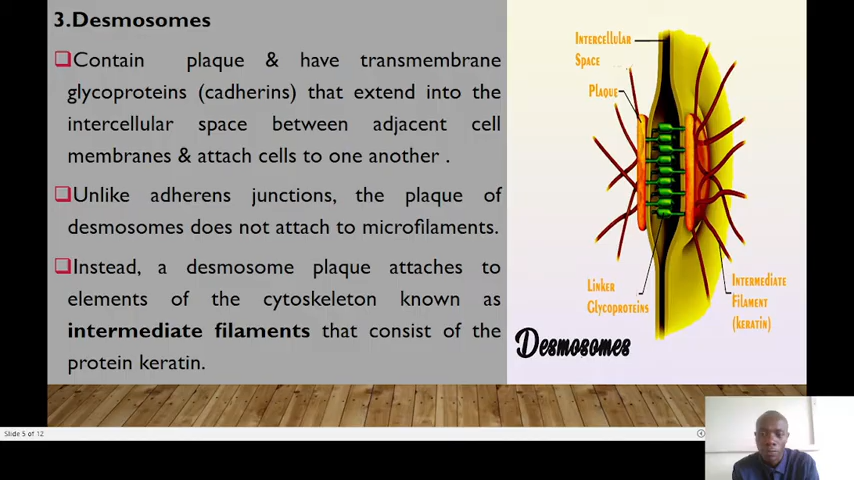 3.Desmosomes
Contain plaque & have transmembrane
glycoproteins (cadherins) that extend into the
intercellular space between adjacent cell
membranes & attach cells to one another .
Unlike adherens junctions, the plaque of
desmosomes does not attach to microfilaments.
Instead, a desmosome plaque attaches to
elements of the cytoskeleton known as
intermediate filaments that consist of the
protein keratin.
Intercellular
Space
Plaque
Linker
Glycoproteins
Intermediate
Filament
(keratin)
Desmosomes
Slide 5 of 12